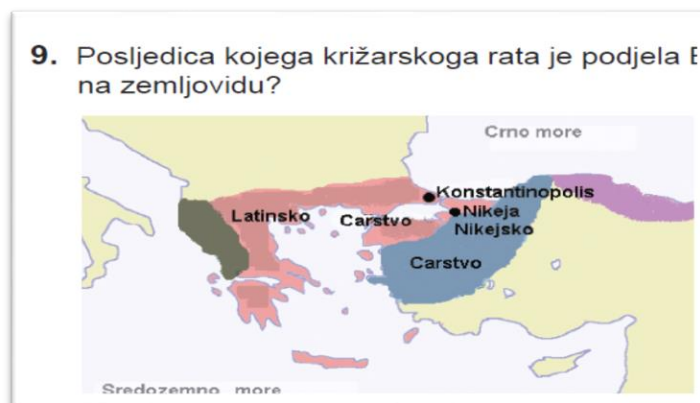 9. Posljedica kojega križarskoga rata je podjela
na zemljovidu?
Crno more
Konstantinopolis
Latinsko Carstvo
Nikeja
Nikejsko
Carstvo
Sredozemno more